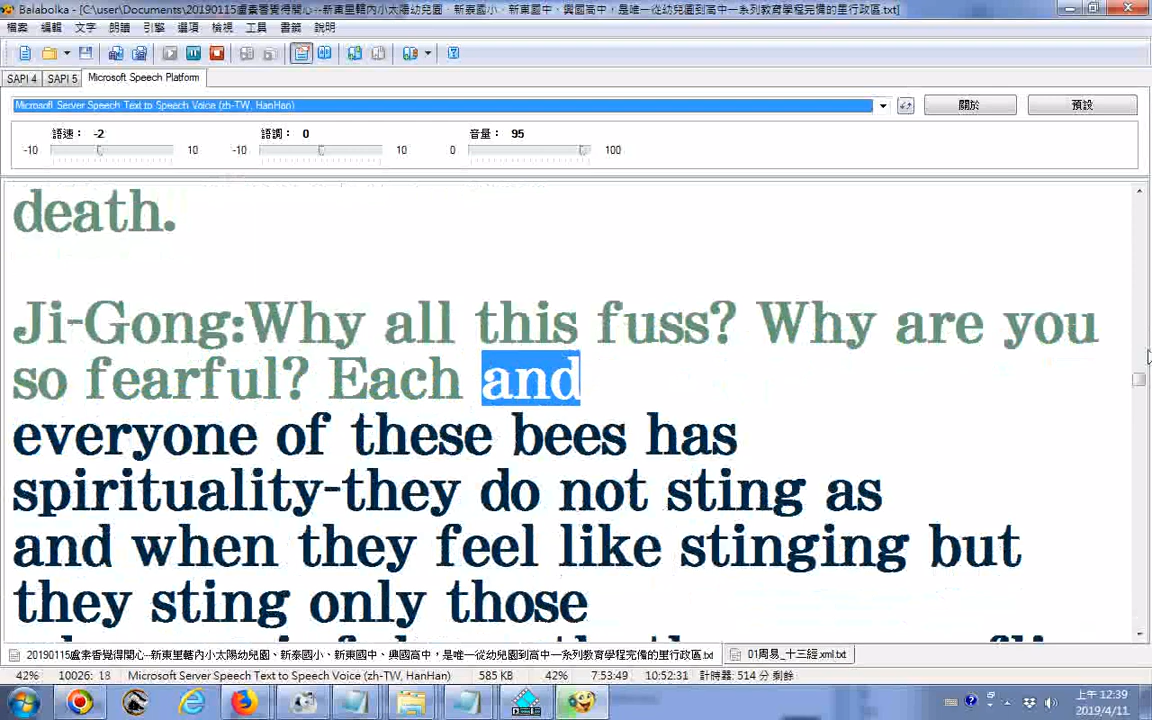 Balabolka - [C:\user\Documents\20190115盧素香覺得開心--新東里轄內小太陽幼兒園、新泰國小、新東國中、興國高中，是唯一從幼兒園到高中一系列教育學程完備的里行政區.txt]
檔案 編輯 文字 朗讀 引擎 選項 檢視 工具 書籤 說明
SAPI 4 SAPI 5 Microsoft Speech Platform
Microsoft Server Speech Text to Speech Voice (zh-TW, HanHan) 關於 預設
語速： -2 語調： 0 音量： 95
-10 10 -10 10 0 100
death.
Ji-Gong:Why all this fuss? Why are you
so fearful? Each and
everyone of these bees has
spirituality-they do not sting as
and when they feel like stinging but
they sting only those
20190115盧素香覺得開心--新東里轄內小太陽幼兒園、新泰國小、新東國中、興國高中，是唯一從幼兒園到高中一系列教育學程完備的里行政區.txt 01周易_十三經.xml.txt
42% 10026: 18 Microsoft Server Speech Text to Speech Voice (zh-TW, HanHan) 585 KB 42% 7:53:49 10:52:31 計時器： 514 分 剩餘
上午 12:39
2019/4/11